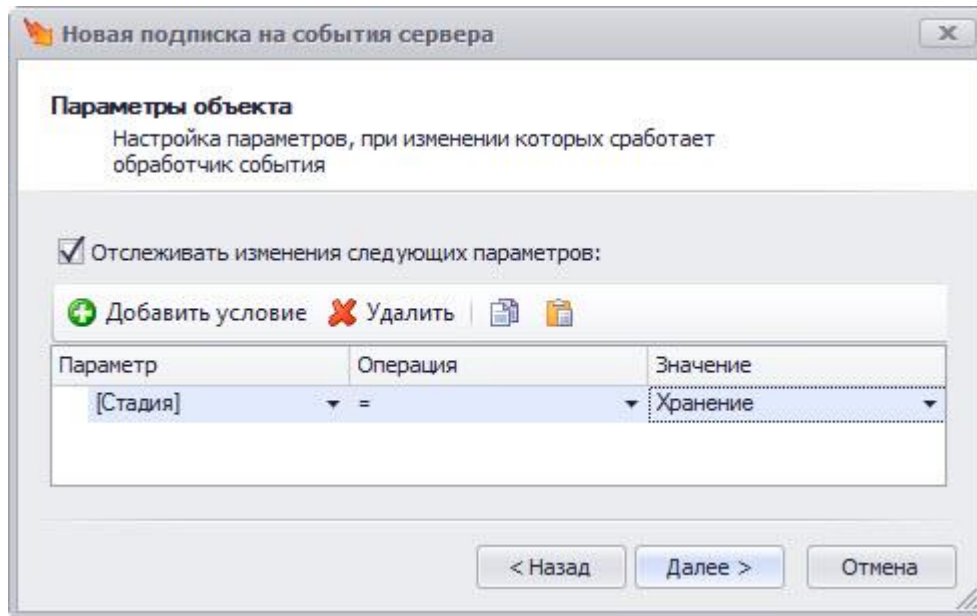 Новая подписка на события сервера
Параметры объекта
Настройка параметров, при изменении которых сработает
обработчик события
Отслеживать изменения следующих параметров:
Добавить условие Удалить
Параметр Операция Значение
[Стадия] = Хранение
< Назад Далее > Отмена